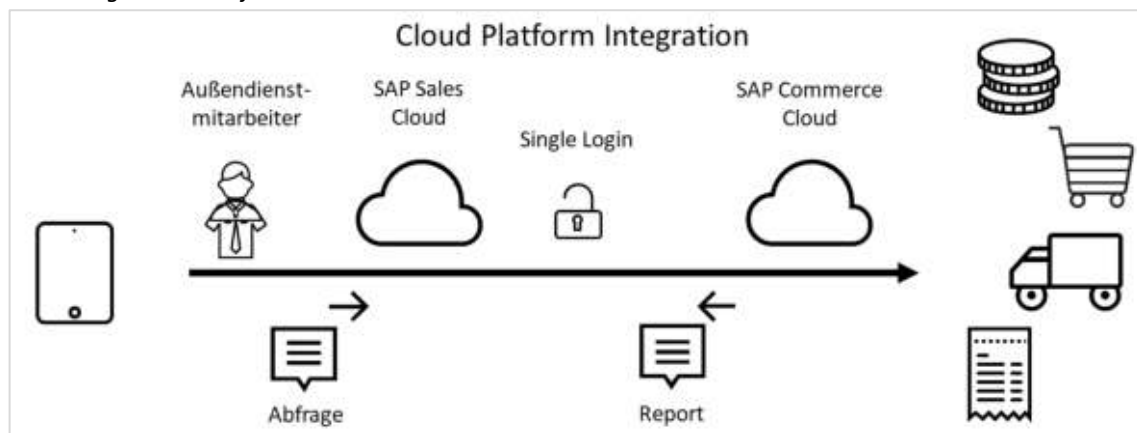 Cloud Platform Integration
Außendienst-
mitarbeiter
SAP Sales
Cloud
Single Login
SAP Commerce
Cloud
Abfrage
Report